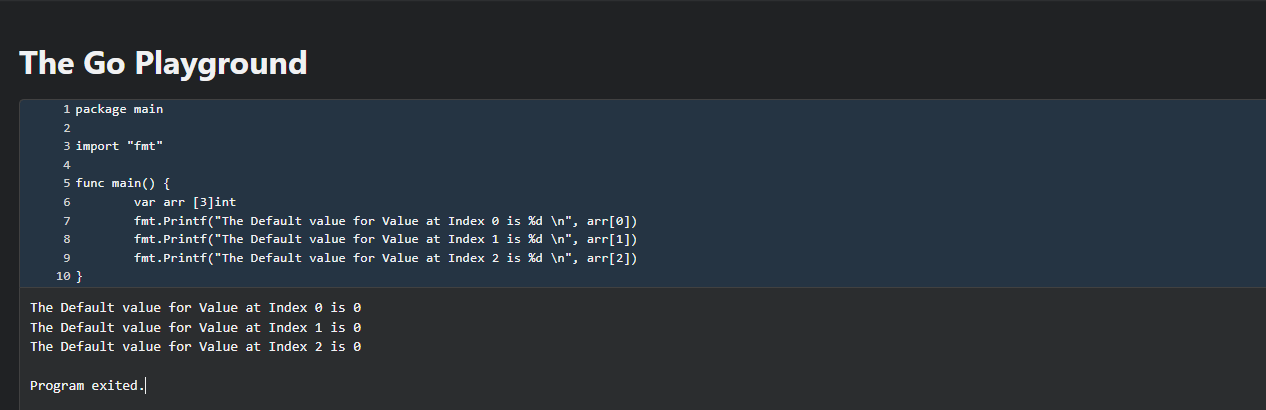 The Go Playground
1 package main
2
3 import "fmt"
4
5 func main() {
6 var arr [3]int
7 fmt.Printf("The Default value for Value at Index 0 is %d \n", arr[0])
8 fmt.Printf("The Default value for Value at Index 1 is %d \n", arr[1])
9 fmt.Printf("The Default value for Value at Index 2 is %d \n", arr[2])
10 }
The Default value for Value at Index 0 is 0
The Default value for Value at Index 1 is 0
The Default value for Value at Index 2 is 0
Program exited.